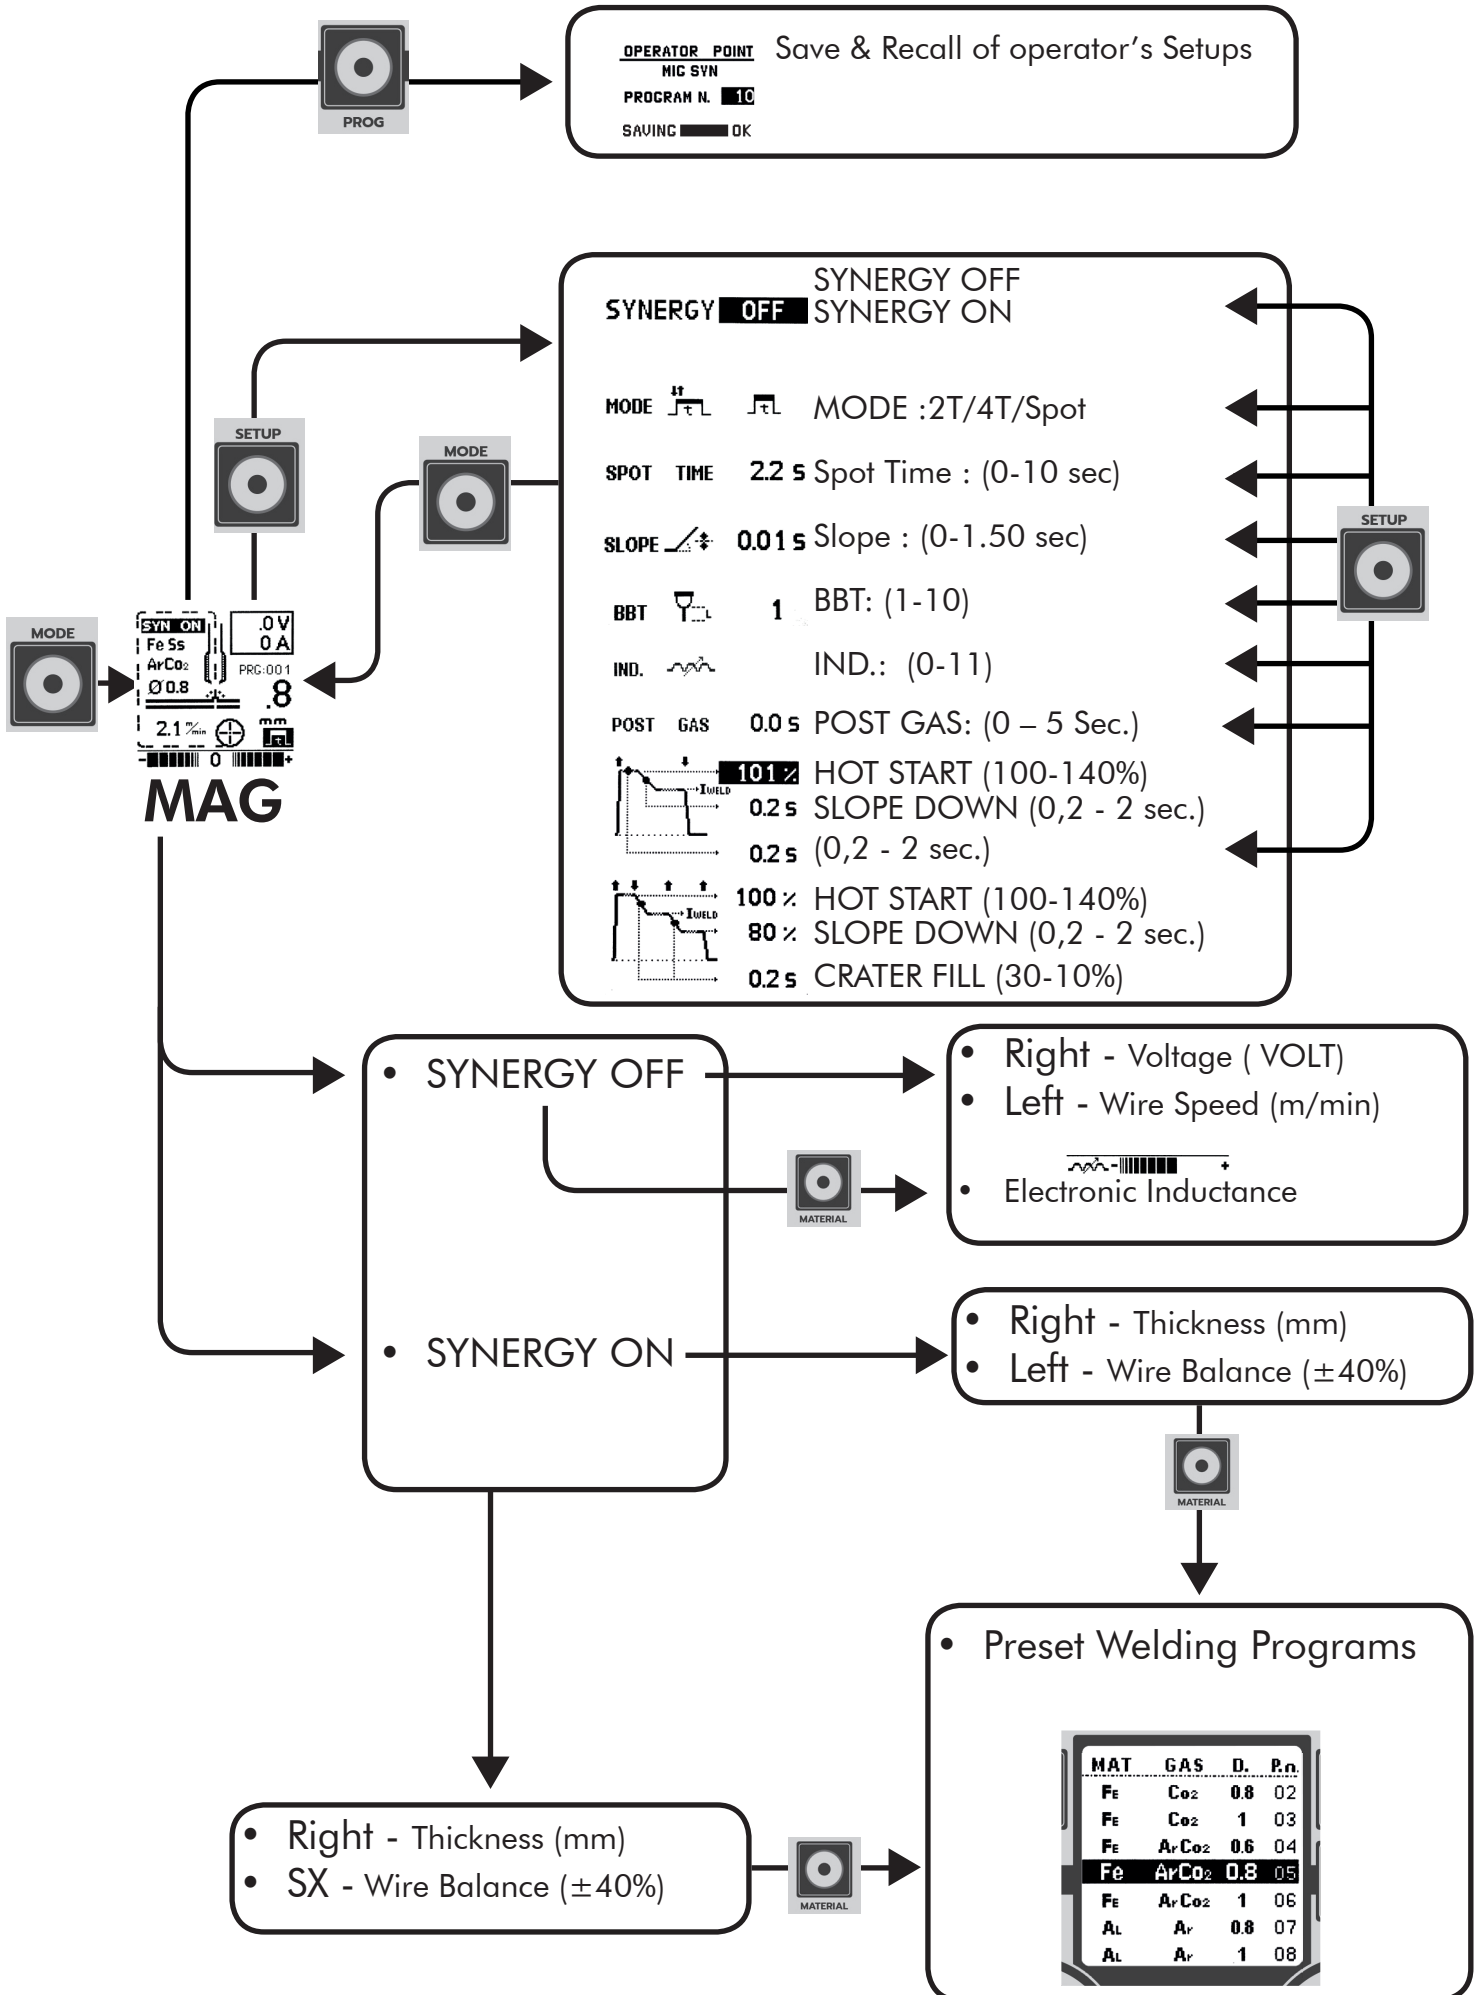 PROG
OPERATOR POINT
MIG SYN
PROGRAM N. 10
SAVING OK
Save & Recall of operator's Setups
SETUP
MODE
MODE
SYN ON
Fe Ss
ArCo2
Ø 0.8
2.1 m/min
.0 V
0 A
PRG:001
.8
mm
t
- 0 +
MAG
SYNERGY OFF
SYNERGY OFF
SYNERGY ON
MODE t t MODE :2T/4T/Spot
SPOT TIME 2.2 s Spot Time : (0-10 sec)
SLOPE 0.01 s Slope : (0-1.50 sec)
BBT L 1 BBT: (1-10)
IND. IND.: (0-11)
POST GAS 0.0 s POST GAS: (0 – 5 Sec.)
101 % HOT START (100-140%)
IWELD
0.2 s SLOPE DOWN (0,2 - 2 sec.)
0.2 s (0,2 - 2 sec.)
100 % HOT START (100-140%)
IWELD
80 % SLOPE DOWN (0,2 - 2 sec.)
0.2 s CRATER FILL (30-10%)
SETUP
• SYNERGY OFF
• Right - Voltage ( VOLT)
• Left - Wire Speed (m/min)
- +
• Electronic Inductance
MATERIAL
• SYNERGY ON
• Right - Thickness (mm)
• Left - Wire Balance (±40%)
MATERIAL
• Right - Thickness (mm)
• SX - Wire Balance (±40%)
MATERIAL
• Preset Welding Programs
MAT GAS D. P.n.
FE Co2 0.8 02
FE Co2 1 03
FE ArCo2 0.6 04
Fe ArCo2 0.8 05
FE ArCo2 1 06
AL Ar 0.8 07
AL Ar 1 08